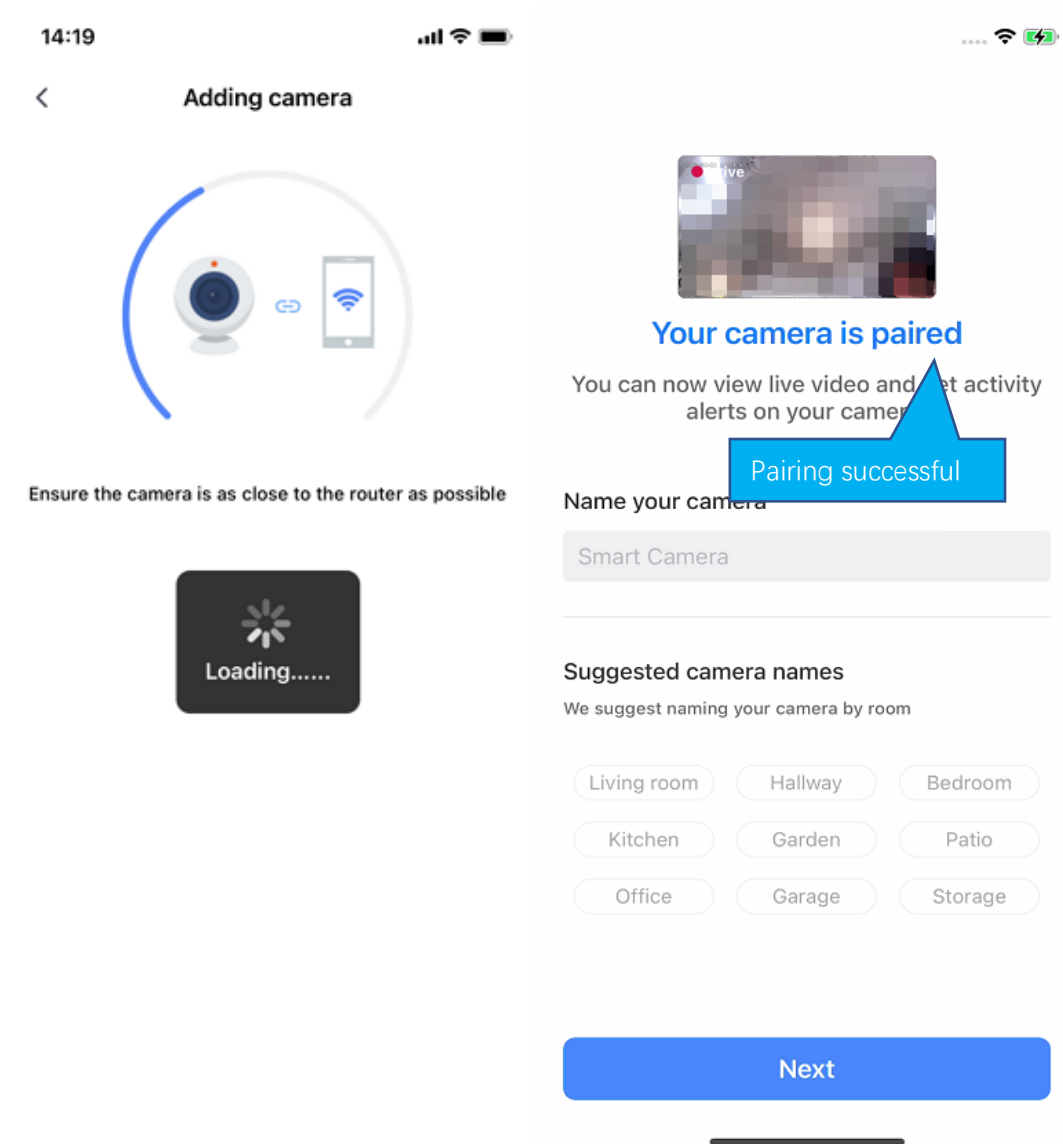 14:19
Adding camera
Ensure the camera is as close to the router as possible
Loading......
Your camera is paired
You can now view live video and activity
alerts on your
Pairing successful
Name your camera
Smart Camera
Suggested camera names
We suggest naming your camera by room
Living room
Hallway
Bedroom
Kitchen
Garden
Patio
Office
Garage
Storage
Next